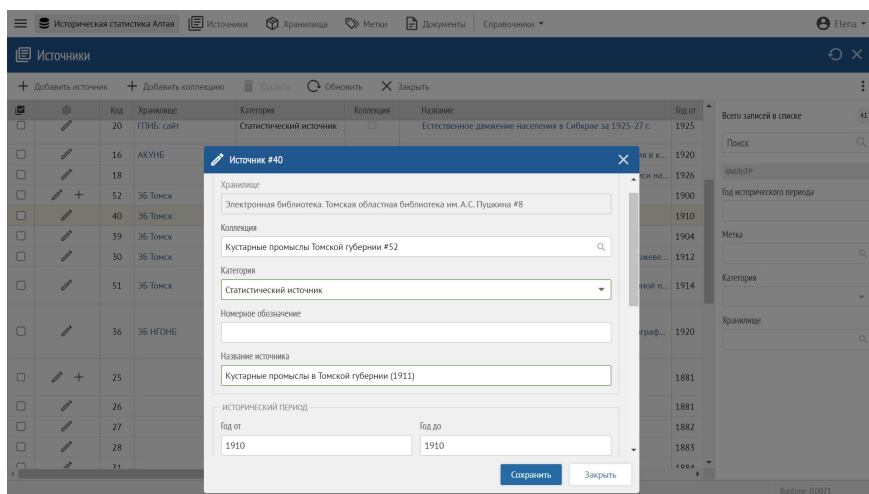 Историческая статистика Алтая Источники Хранилища Метки Документы Справочники Elena
Источники
Добавить источник Добавить коллекцию Удалить Обновить Закрыть
Код Хранилище Категория Коллекция Название Год от
20 ГПИБ: сайт Статистический источник Естественное движение населения в Сибкрае за 1925-27 г. 1925
16 АКУНБ 1920
18 1926
52 ЭБ Томск 1900
40 ЭБ Томск 1910
39 ЭБ Томск 1904
30 ЭБ Томск 1912
51 ЭБ Томск 1914
36 ЭБ НГОНБ 1920
25 1881
26 1881
27 1882
28 1883
Всего записей в списке 41
Поиск
ФИЛЬТР
Год исторического периода
Метка
Категория
Хранилище
Источник #40
Хранилище
Электронная библиотека. Томская областная библиотека им. А.С. Пушкина #8
Коллекция
Кустарные промыслы Томской губернии #52
Категория
Статистический источник
Номерное обозначение
Название источника
Кустарные промыслы в Томской губернии (1911)
ИСТОРИЧЕСКИЙ ПЕРИОД
Год от Год до
1910 1910
Сохранить Закрыть
Runtime: 0.0071